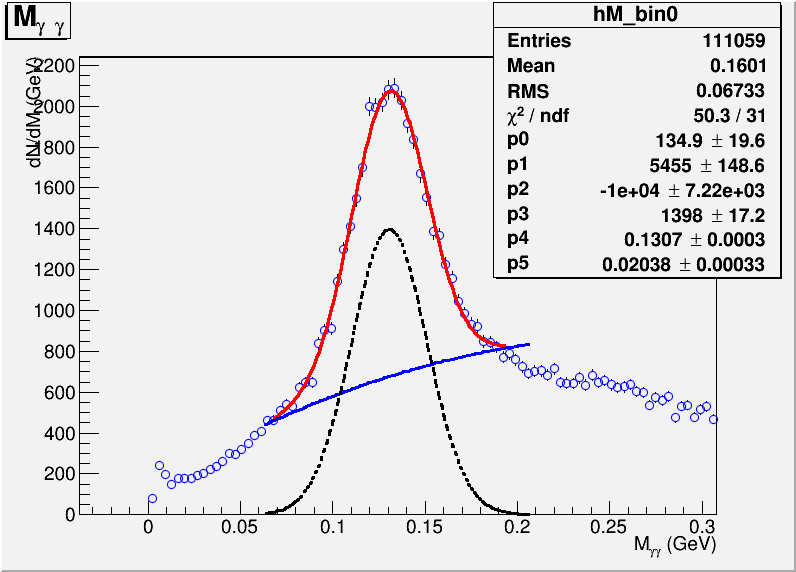 M γ γ
hM_bin0
Entries 111059
Mean 0.1601
RMS 0.06733
χ² / ndf 50.3 / 31
p0 134.9 ± 19.6
p1 5455 ± 148.6
p2 -1e+04 ± 7.22e+03
p3 1398 ± 17.2
p4 0.1307 ± 0.0003
p5 0.02038 ± 0.00033
dN/dM (GeV)
2200
2000
1800
1600
1400
1200
1000
800
600
400
200
0
0 0.05 0.1 0.15 0.2 0.25 0.3
Mγγ (GeV)